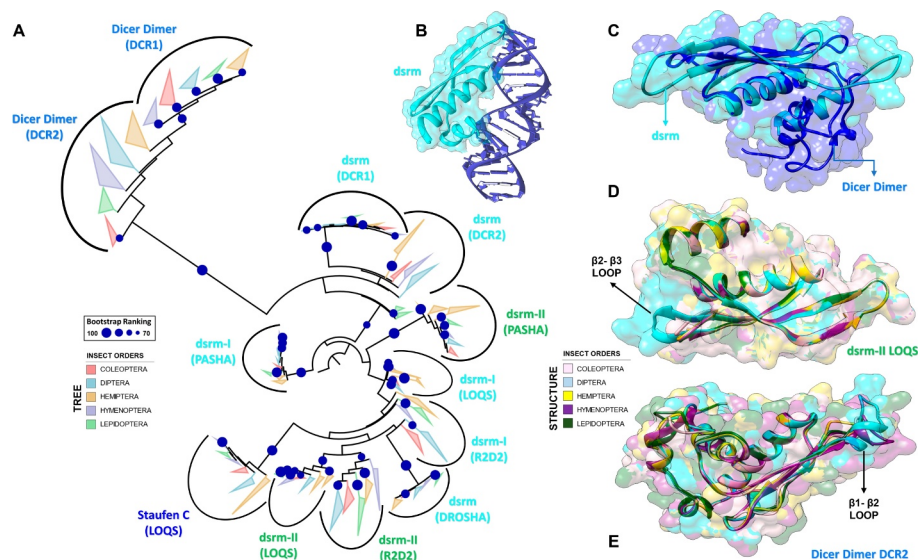 A
Dicer Dimer
(DCR1)
Dicer Dimer
(DCR2)
dsrm
(DCR1)
dsrm
(DCR2)
dsrm-II
(PASHA)
dsrm-I
(PASHA)
dsrm-I
(LOQS)
dsrm-I
(R2D2)
dsrm
(DROSHA)
dsrm-II
(R2D2)
dsrm-II
(LOQS)
Staufen C
(LOQS)
Bootstrap Ranking
100 70
TREE
INSECT ORDERS
COLEOPTERA
DIPTERA
HEMIPTERA
HYMENOPTERA
LEPIDOPTERA
B
dsrm
C
dsrm
Dicer Dimer
D
β2- β3
LOOP
dsrm-II LOQS
STRUCTURE
INSECT ORDERS
COLEOPTERA
DIPTERA
HEMIPTERA
HYMENOPTERA
LEPIDOPTERA
β1- β2
LOOP
E
Dicer Dimer DCR2